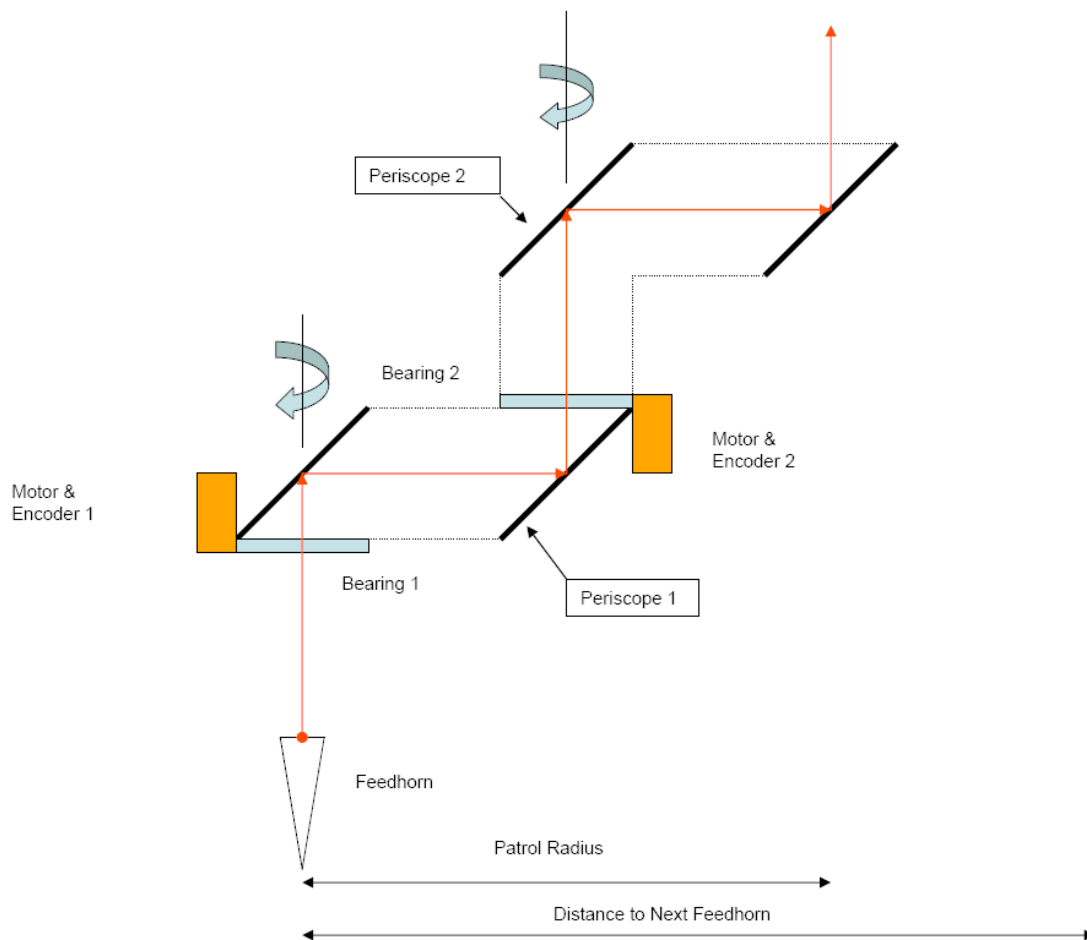 Periscope 2
Bearing 2
Motor &
Encoder 2
Motor &
Encoder 1
Bearing 1
Periscope 1
Feedhorn
Patrol Radius
Distance to Next Feedhorn